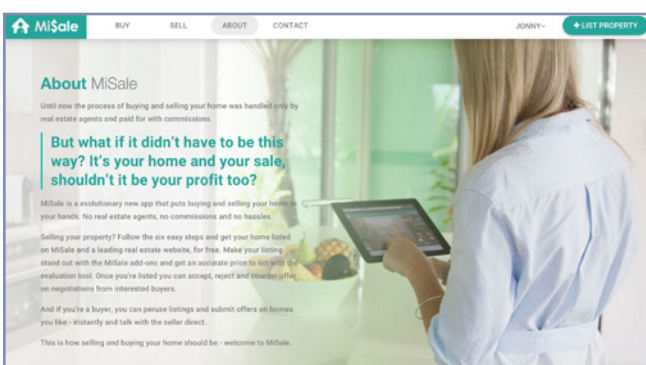 MiSale
BUY SELL ABOUT CONTACT JONNY
+ LIST PROPERTY
About MiSale
Until now the process of buying and selling your home was handled only by
real estate agents and paid for with commissions.
But what if it didn't have to be this
way? It's your home and your sale,
shouldn't it be your profit too?
MiSale is a evolutionary new app that puts buying and selling your home in
your hands. No real estate agents, no commissions and no hassles.
Selling your property? Follow the six easy steps and get your home listed
on MiSale and a leading real estate website, for free. Make your listing
stand out with the MiSale add-ons and get an accurate price to list with the
evaluation tool. Once you're listed you can accept, reject and counter offer
on negotiations from interested buyers.
And if you're a buyer, you can peruse listings and submit offers on homes
you like - instantly and talk with the seller direct.
This is how selling and buying your home should be - welcome to MiSale.